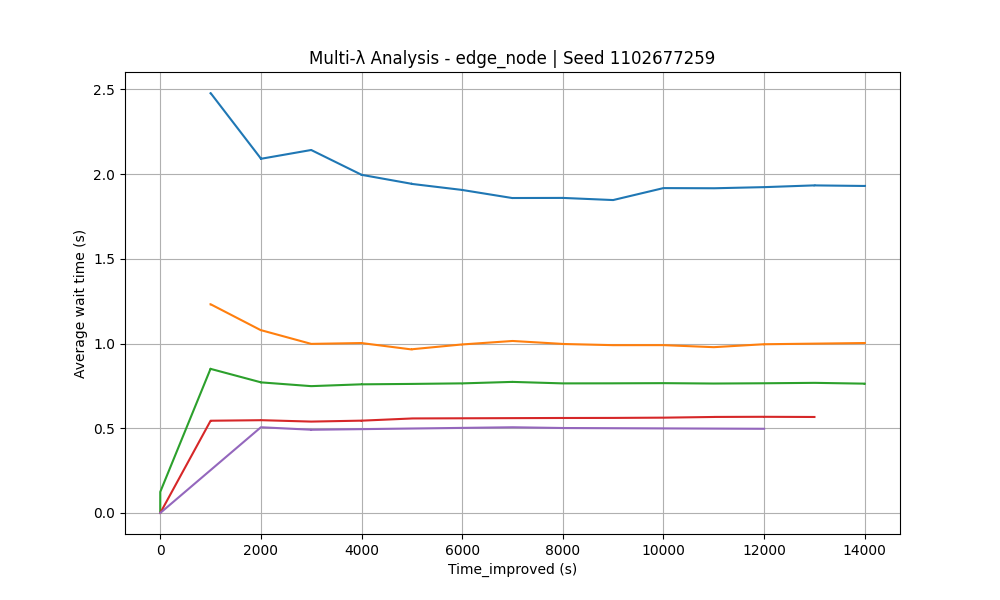 Multi-λ Analysis - edge_node | Seed 1102677259
2.5
2.0
1.5
1.0
0.5
0.0
Average wait time (s)
0 2000 4000 6000 8000 10000 12000 14000
Time_improved (s)